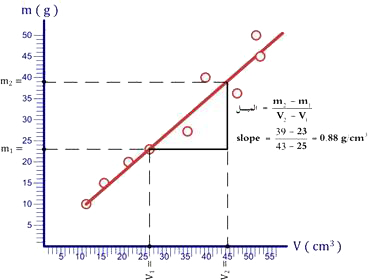 m ( g )
50
45
40
m₂ =
35
30
25
m₁ =
20
15
10
5 10 15 20 25 30 35 40 45 50 55
V ( cm³ )
V₁ =
V₂ =
الميل = m₂ − m₁ / V₂ − V₁
slope = 39 − 23 / 43 − 25 = 0.88 g/cm³